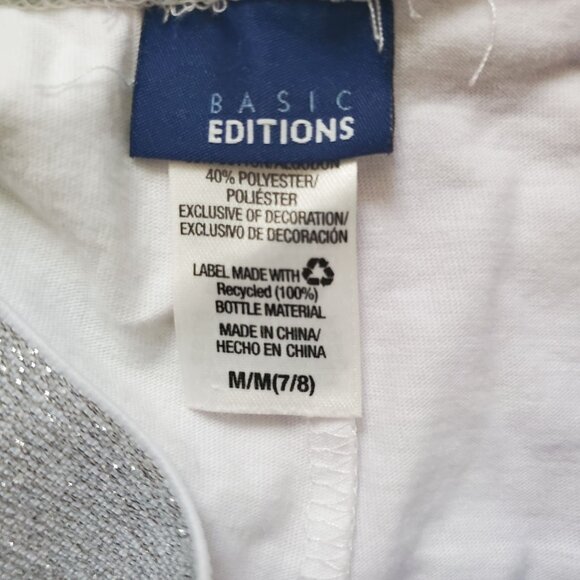 BASIC
EDITIONS
40% POLYESTER/
POLIÉSTER
EXCLUSIVE OF DECORATION/
EXCLUSIVO DE DECORACIÓN
LABEL MADE WITH
Recycled (100%)
BOTTLE MATERIAL
MADE IN CHINA/
HECHO EN CHINA
M/M(7/8)